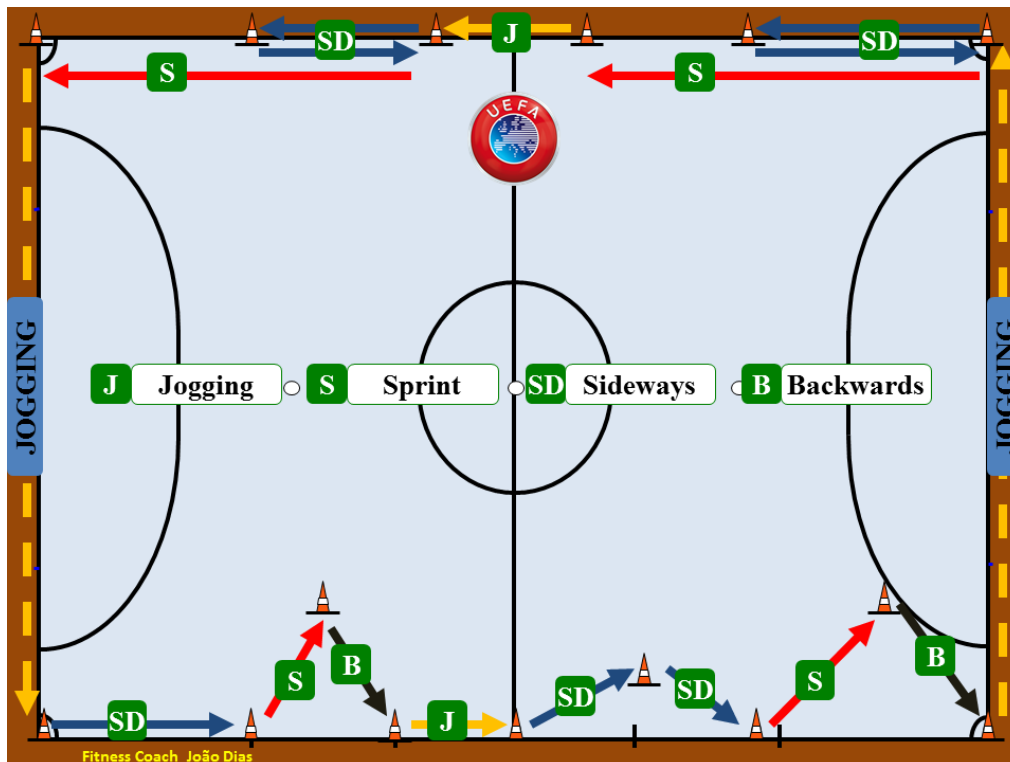 SD
J
SD
S
S
UEFA
JOGGING
JOGGING
J Jogging
S Sprint
SD Sideways
B Backwards
S
B
SD
J
SD
SD
S
B
Fitness Coach João Dias